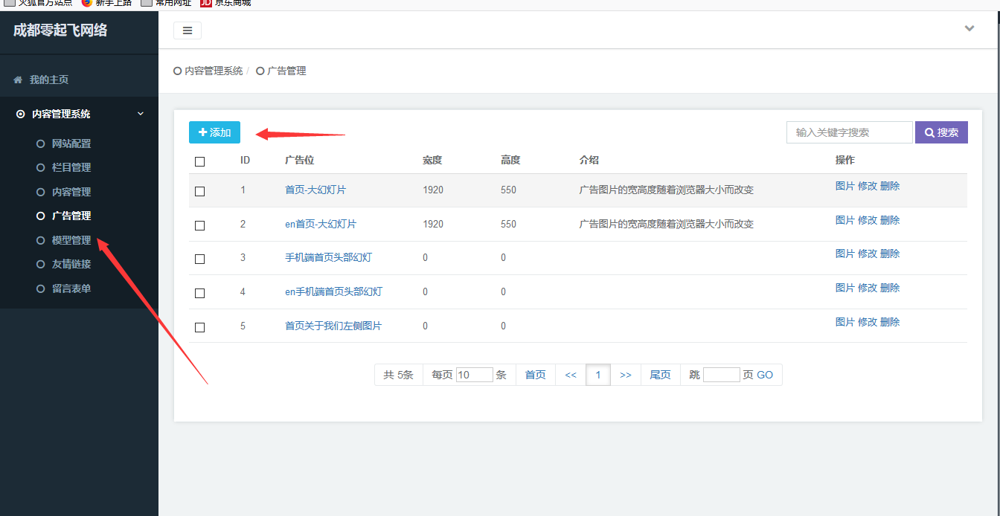 火狐官方站点 新手上路 常用网址 JD 京东商城
成都零起飞网络
我的主页
内容管理系统
网站配置
栏目管理
内容管理
广告管理
模型管理
友情链接
留言表单
内容管理系统 / 广告管理
添加 输入关键字搜索 搜索
ID 广告位 宽度 高度 介绍 操作
1 首页-大幻灯片 1920 550 广告图片的宽高度随着浏览器大小而改变 图片 修改 删除
2 en首页-大幻灯片 1920 550 广告图片的宽高度随着浏览器大小而改变 图片 修改 删除
3 手机端首页头部幻灯 0 0 图片 修改 删除
4 en手机端首页头部幻灯 0 0 图片 修改 删除
5 首页关于我们左侧图片 0 0 图片 修改 删除
共 5条 每页 10 条 首页 << 1 >> 尾页 跳 页 GO